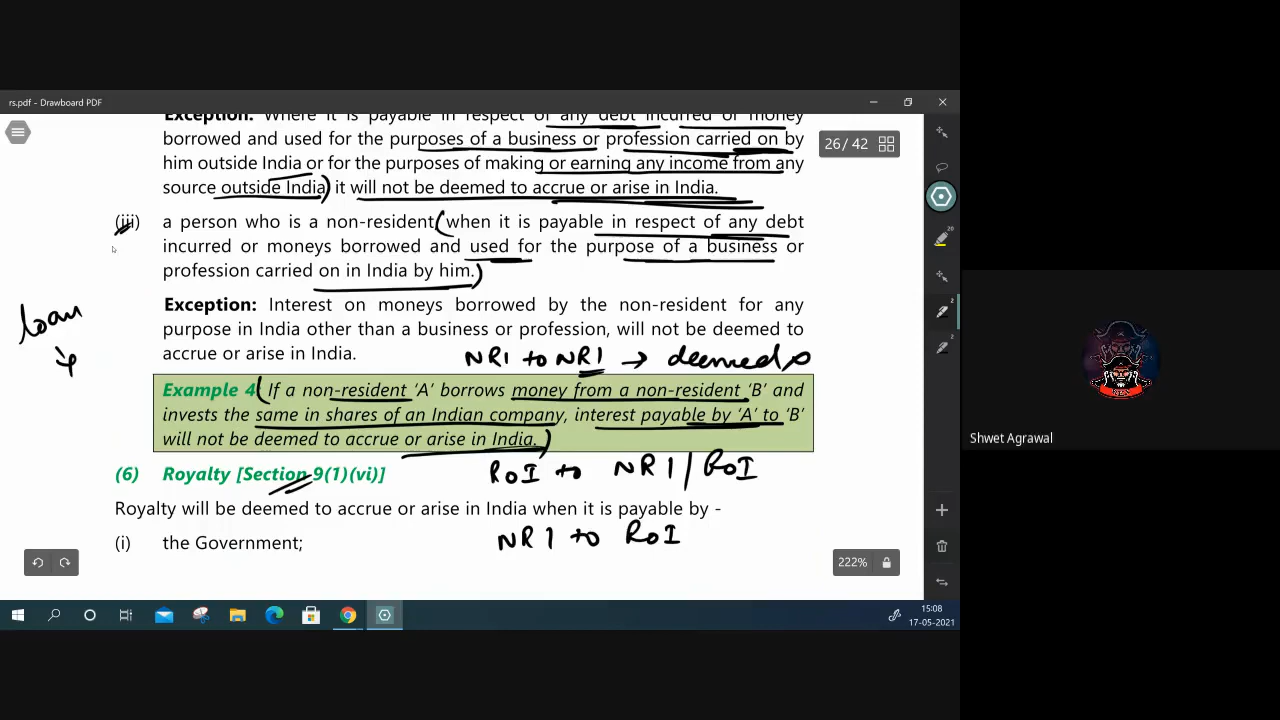 rs.pdf - Drawboard PDF
Exception: Where it is payable in respect of any debt incurred or money
borrowed and used for the purposes of a business or profession carried on by
him outside India or for the purposes of making or earning any income from any
source outside India) it will not be deemed to accrue or arise in India.
26 / 42
(iii) a person who is a non-resident, (when it is payable in respect of any debt
incurred or moneys borrowed and used for the purpose of a business or
profession carried on in India by him.)
Exception: Interest on moneys borrowed by the non-resident for any
purpose in India other than a business or profession, will not be deemed to
accrue or arise in India.
loan
NRI to NRI → deemed
Example 4 (If a non-resident 'A' borrows money from a non-resident 'B' and
invests the same in shares of an Indian company, interest payable by 'A' to 'B'
will not be deemed to accrue or arise in India.)
ROI to NRI / ROI
(6) Royalty [Section 9(1)(vi)]
Royalty will be deemed to accrue or arise in India when it is payable by -
NRI to ROI
(i) the Government;
222%
Shwet Agrawal
20
2
2
15:08
17-05-2021